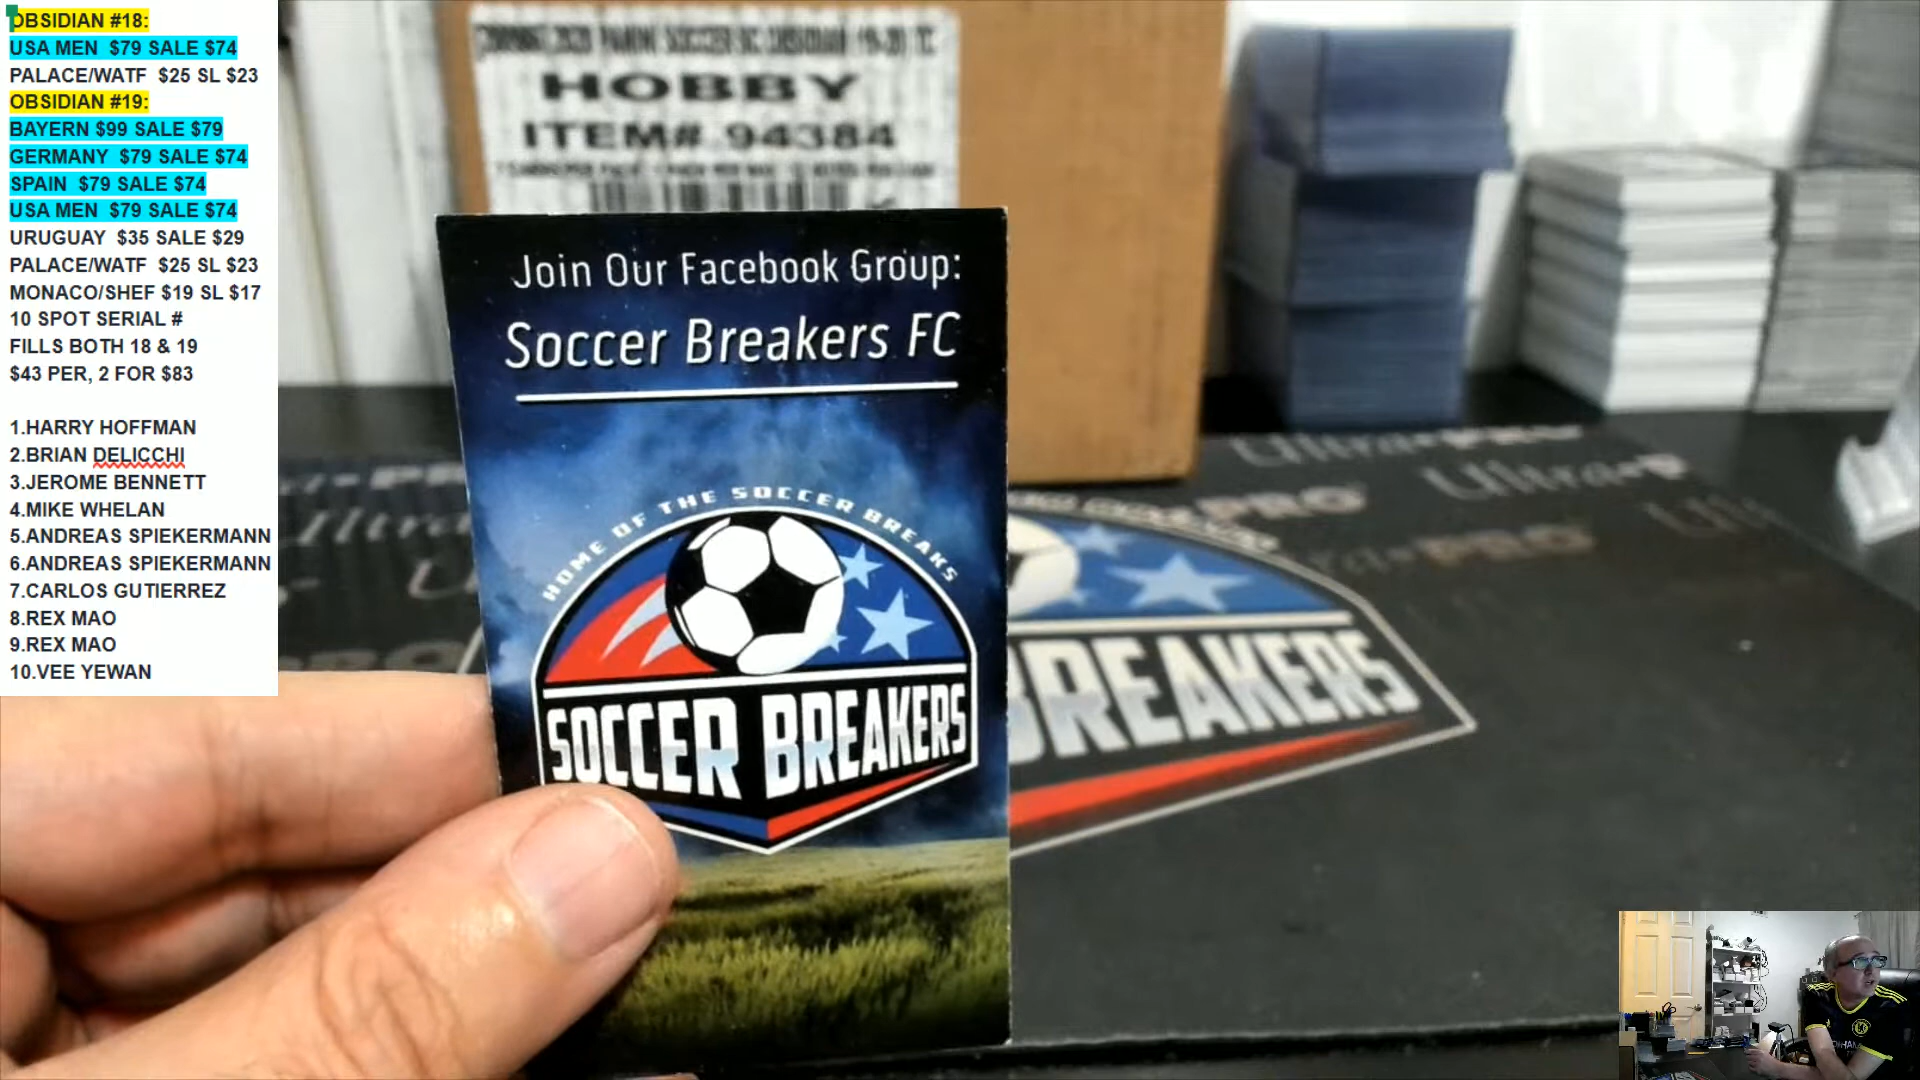 OBSIDIAN #18:
USA MEN $79 SALE $74
PALACE/WATF $25 SL $23
OBSIDIAN #19:
BAYERN $99 SALE $79
GERMANY $79 SALE $74
SPAIN $79 SALE $74
USA MEN $79 SALE $74
URUGUAY $35 SALE $29
PALACE/WATF $25 SL $23
MONACO/SHEF $19 SL $17
10 SPOT SERIAL #
FILLS BOTH 18 & 19
$43 PER, 2 FOR $83
1.HARRY HOFFMAN
2.BRIAN DELICCHI
3.JEROME BENNETT
4.MIKE WHELAN
5.ANDREAS SPIEKERMANN
6.ANDREAS SPIEKERMANN
7.CARLOS GUTIERREZ
8.REX MAO
9.REX MAO
10.VEE YEWAN
HOBBY
ITEM# 94384
Join Our Facebook Group:
Soccer Breakers FC
HOME OF THE SOCCER BREAKS
SOCCER BREAKERS
BREAKERS
Ultra PRO
Ultra P